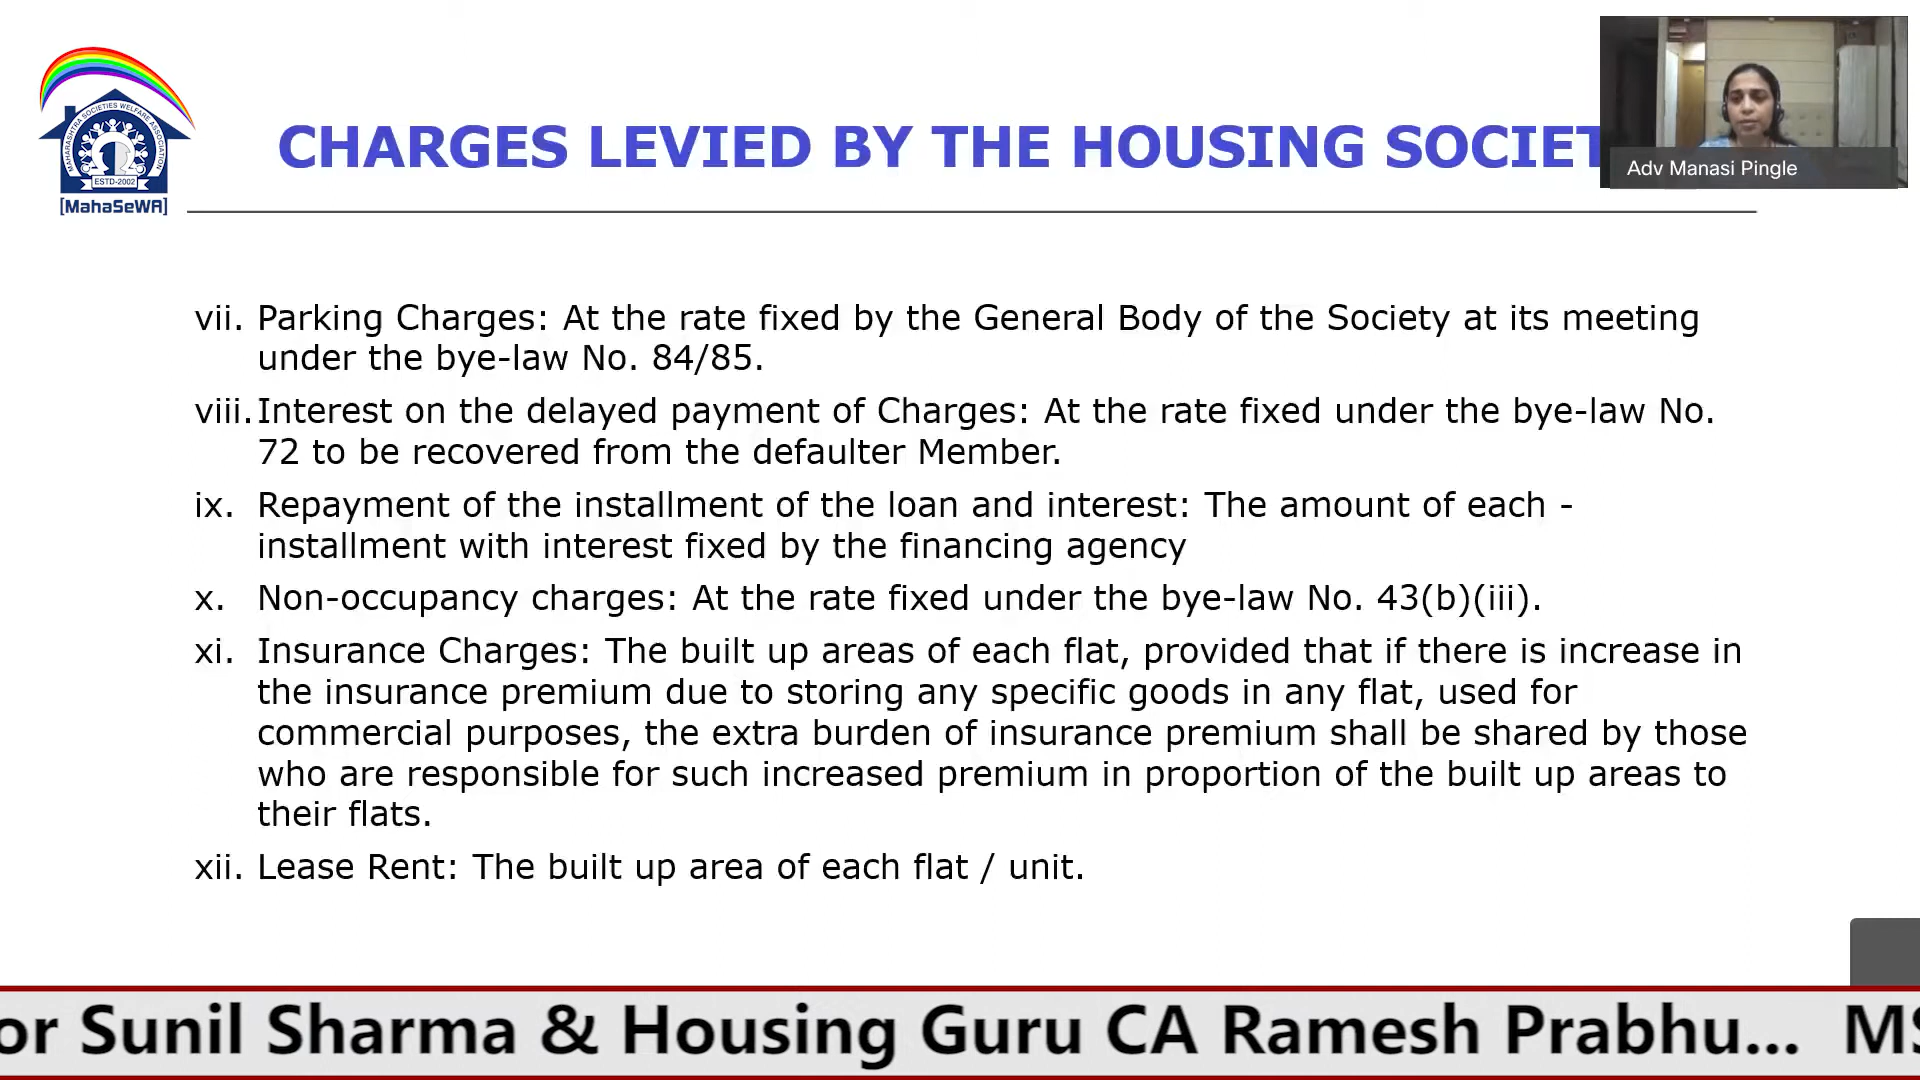 MAHARASHTRA SOCIETIES WELFARE ASSOCIATION
ESTD-2002
[MahaSeWA]
CHARGES LEVIED BY THE HOUSING SOCIET
Adv Manasi Pingle
vii. Parking Charges: At the rate fixed by the General Body of the Society at its meeting
under the bye-law No. 84/85.
viii. Interest on the delayed payment of Charges: At the rate fixed under the bye-law No.
72 to be recovered from the defaulter Member.
ix. Repayment of the installment of the loan and interest: The amount of each -
installment with interest fixed by the financing agency
x. Non-occupancy charges: At the rate fixed under the bye-law No. 43(b)(iii).
xi. Insurance Charges: The built up areas of each flat, provided that if there is increase in
the insurance premium due to storing any specific goods in any flat, used for
commercial purposes, the extra burden of insurance premium shall be shared by those
who are responsible for such increased premium in proportion of the built up areas to
their flats.
xii. Lease Rent: The built up area of each flat / unit.
or Sunil Sharma & Housing Guru CA Ramesh Prabhu... MS